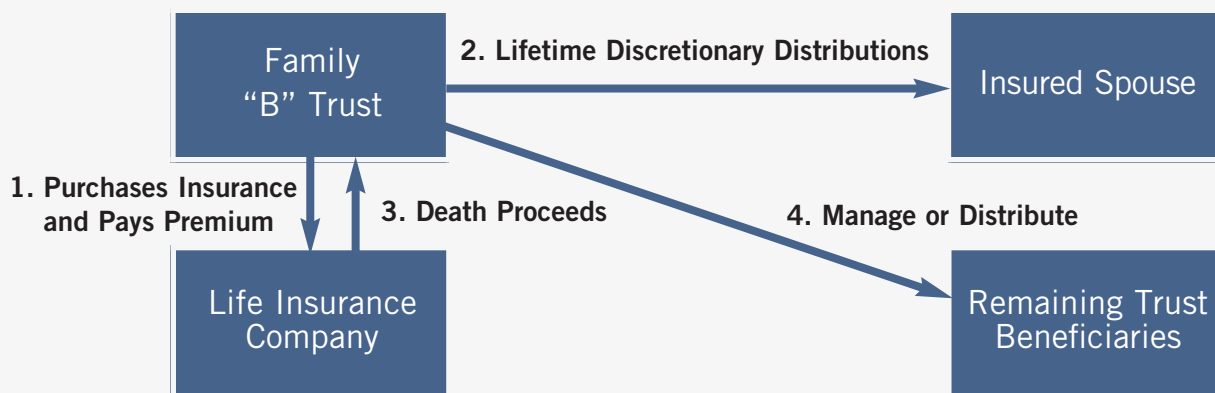 Family
“B” Trust
2. Lifetime Discretionary Distributions
Insured Spouse
1. Purchases Insurance
and Pays Premium
3. Death Proceeds
4. Manage or Distribute
Life Insurance
Company
Remaining Trust
Beneficiaries